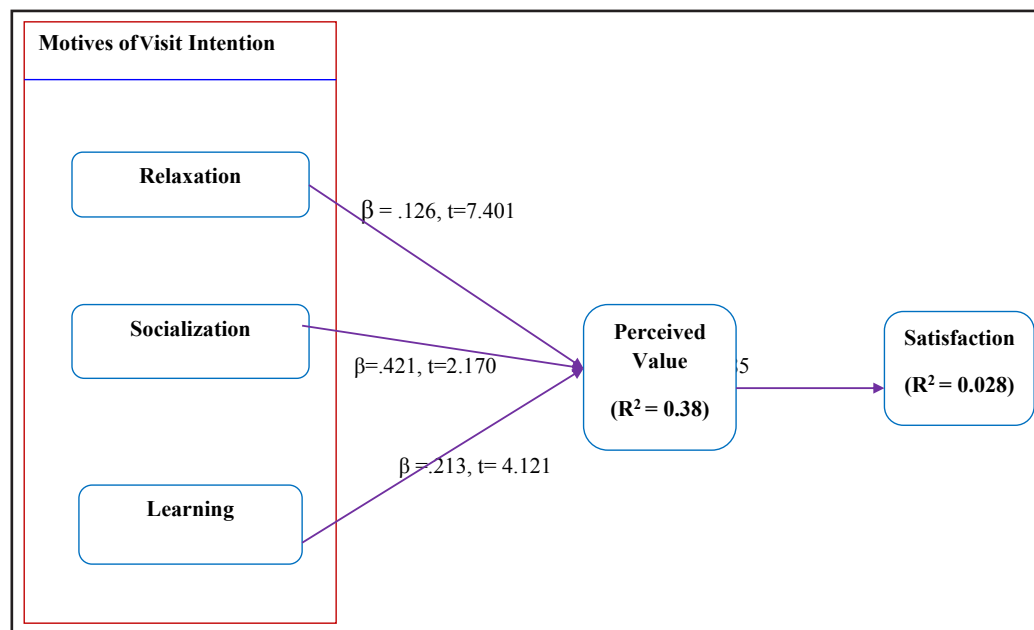 Motives of Visit Intention
Relaxation
β = .126, t=7.401
Socialization
β=.421, t=2.170
Perceived
Value
(R² = 0.38)
Satisfaction
(R² = 0.028)
β =.213, t= 4.121
Learning